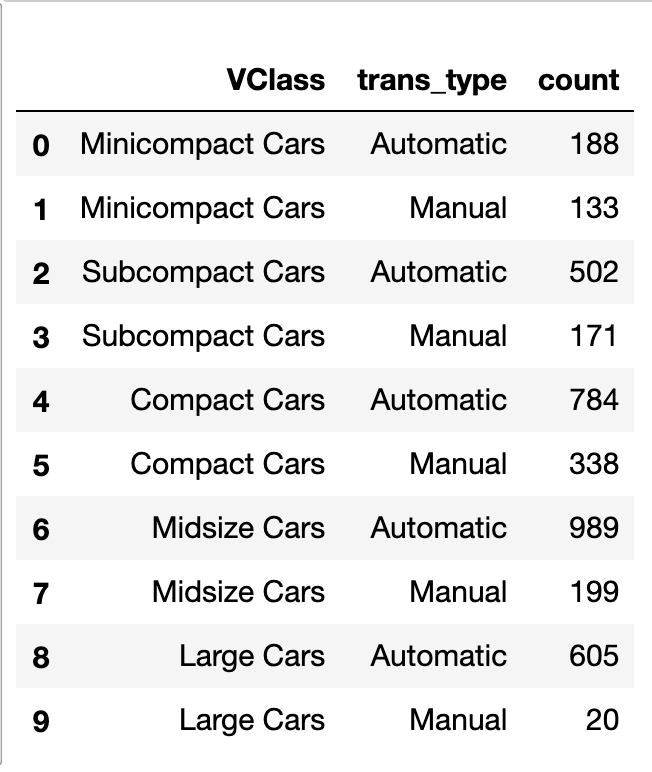 VClass trans_type count
0 Minicompact Cars Automatic 188
1 Minicompact Cars Manual 133
2 Subcompact Cars Automatic 502
3 Subcompact Cars Manual 171
4 Compact Cars Automatic 784
5 Compact Cars Manual 338
6 Midsize Cars Automatic 989
7 Midsize Cars Manual 199
8 Large Cars Automatic 605
9 Large Cars Manual 20